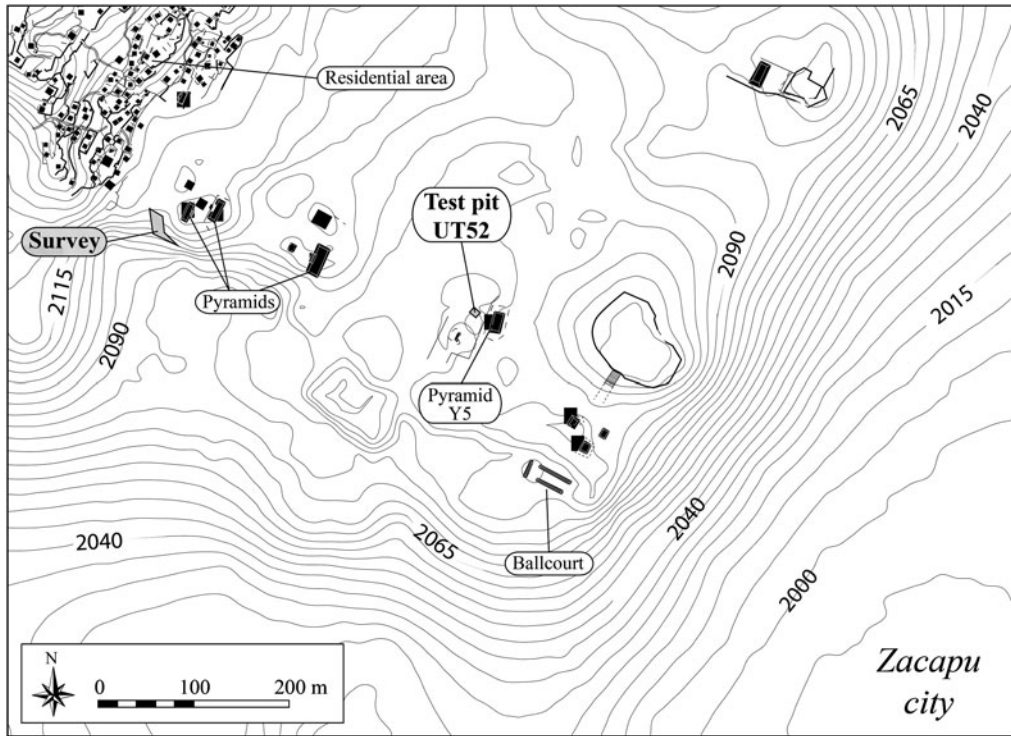 Residential area
2065
2040
Test pit
UT52
Survey
2090
2115
Pyramids
2015
2090
Pyramid
Y5
2040
2040
2065
Ballcourt
2000
N
0 100 200 m
Zacapu
city